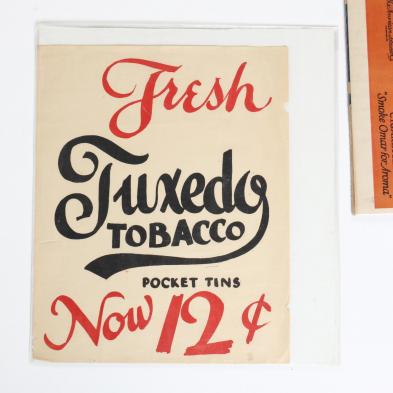 Fresh
Tuxedo
TOBACCO
POCKET TINS
Now 12¢
"Smoke Omar for Aroma"